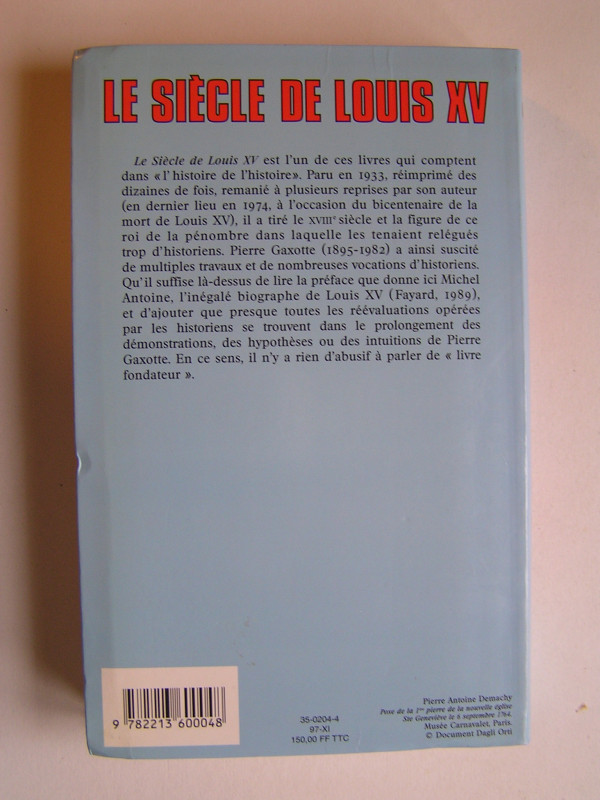 LE SIÈCLE DE LOUIS XV
Le Siècle de Louis XV est l'un de ces livres qui comptent
dans « l'histoire de l'histoire ». Paru en 1933, réimprimé des
dizaines de fois, remanié à plusieurs reprises par son auteur
(en dernier lieu en 1974, à l'occasion du bicentenaire de la
mort de Louis XV), il a tiré le XVIIIe siècle et la figure de ce
roi de la pénombre dans laquelle les tenaient relégués
trop d'historiens. Pierre Gaxotte (1895-1982) a ainsi suscité
de multiples travaux et de nombreuses vocations d'historiens.
Qu'il suffise là-dessus de lire la préface que donne ici Michel
Antoine, l'inégalé biographe de Louis XV (Fayard, 1989),
et d'ajouter que presque toutes les réévaluations opérées
par les historiens se trouvent dans le prolongement des
démonstrations, des hypothèses ou des intuitions de Pierre
Gaxotte. En ce sens, il n'y a rien d'abusif à parler de « livre
fondateur ».
9 782213 600048
35-0204-4
97-XI
150,00 FF TTC
Pierre Antoine Demachy
Pose de la 1re pierre de la nouvelle église
Ste Geneviève le 6 septembre 1764.
Musée Carnavalet, Paris.
© Document Dagli Orti